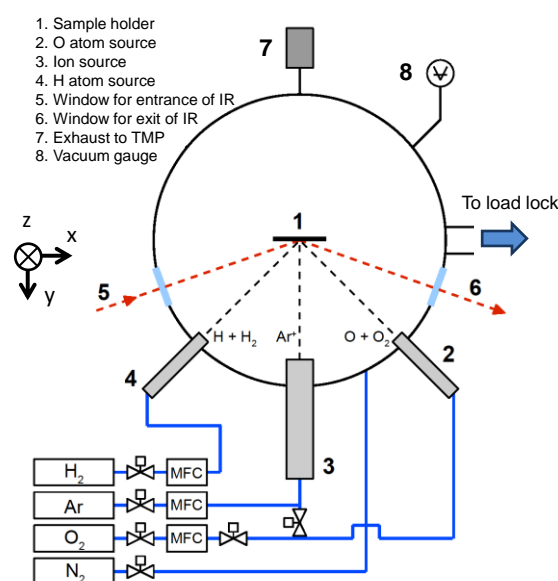 1. Sample holder
2. O atom source
3. Ion source
4. H atom source
5. Window for entrance of IR
6. Window for exit of IR
7. Exhaust to TMP
8. Vacuum gauge
7
8
V
To load lock
z
x
y
1
5
6
H + H₂
Ar⁺
O + O₂
4
2
3
H₂
MFC
Ar
MFC
O₂
MFC
N₂